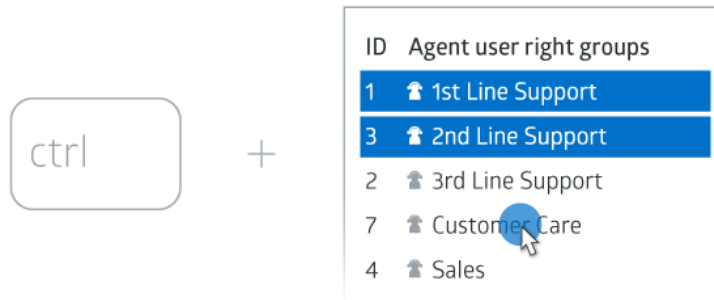 ctrl
+
ID Agent user right groups
1 1st Line Support
3 2nd Line Support
2 3rd Line Support
7 Customer Care
4 Sales